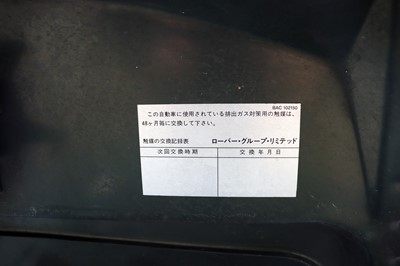 BAC 102160
この自動車に使用されている排出ガス対策用の触媒は、
48ヶ月毎に交換して下さい。
触媒の交換記録表 ローバー・グループ・リミテッド
次回交換時期 交換年月日